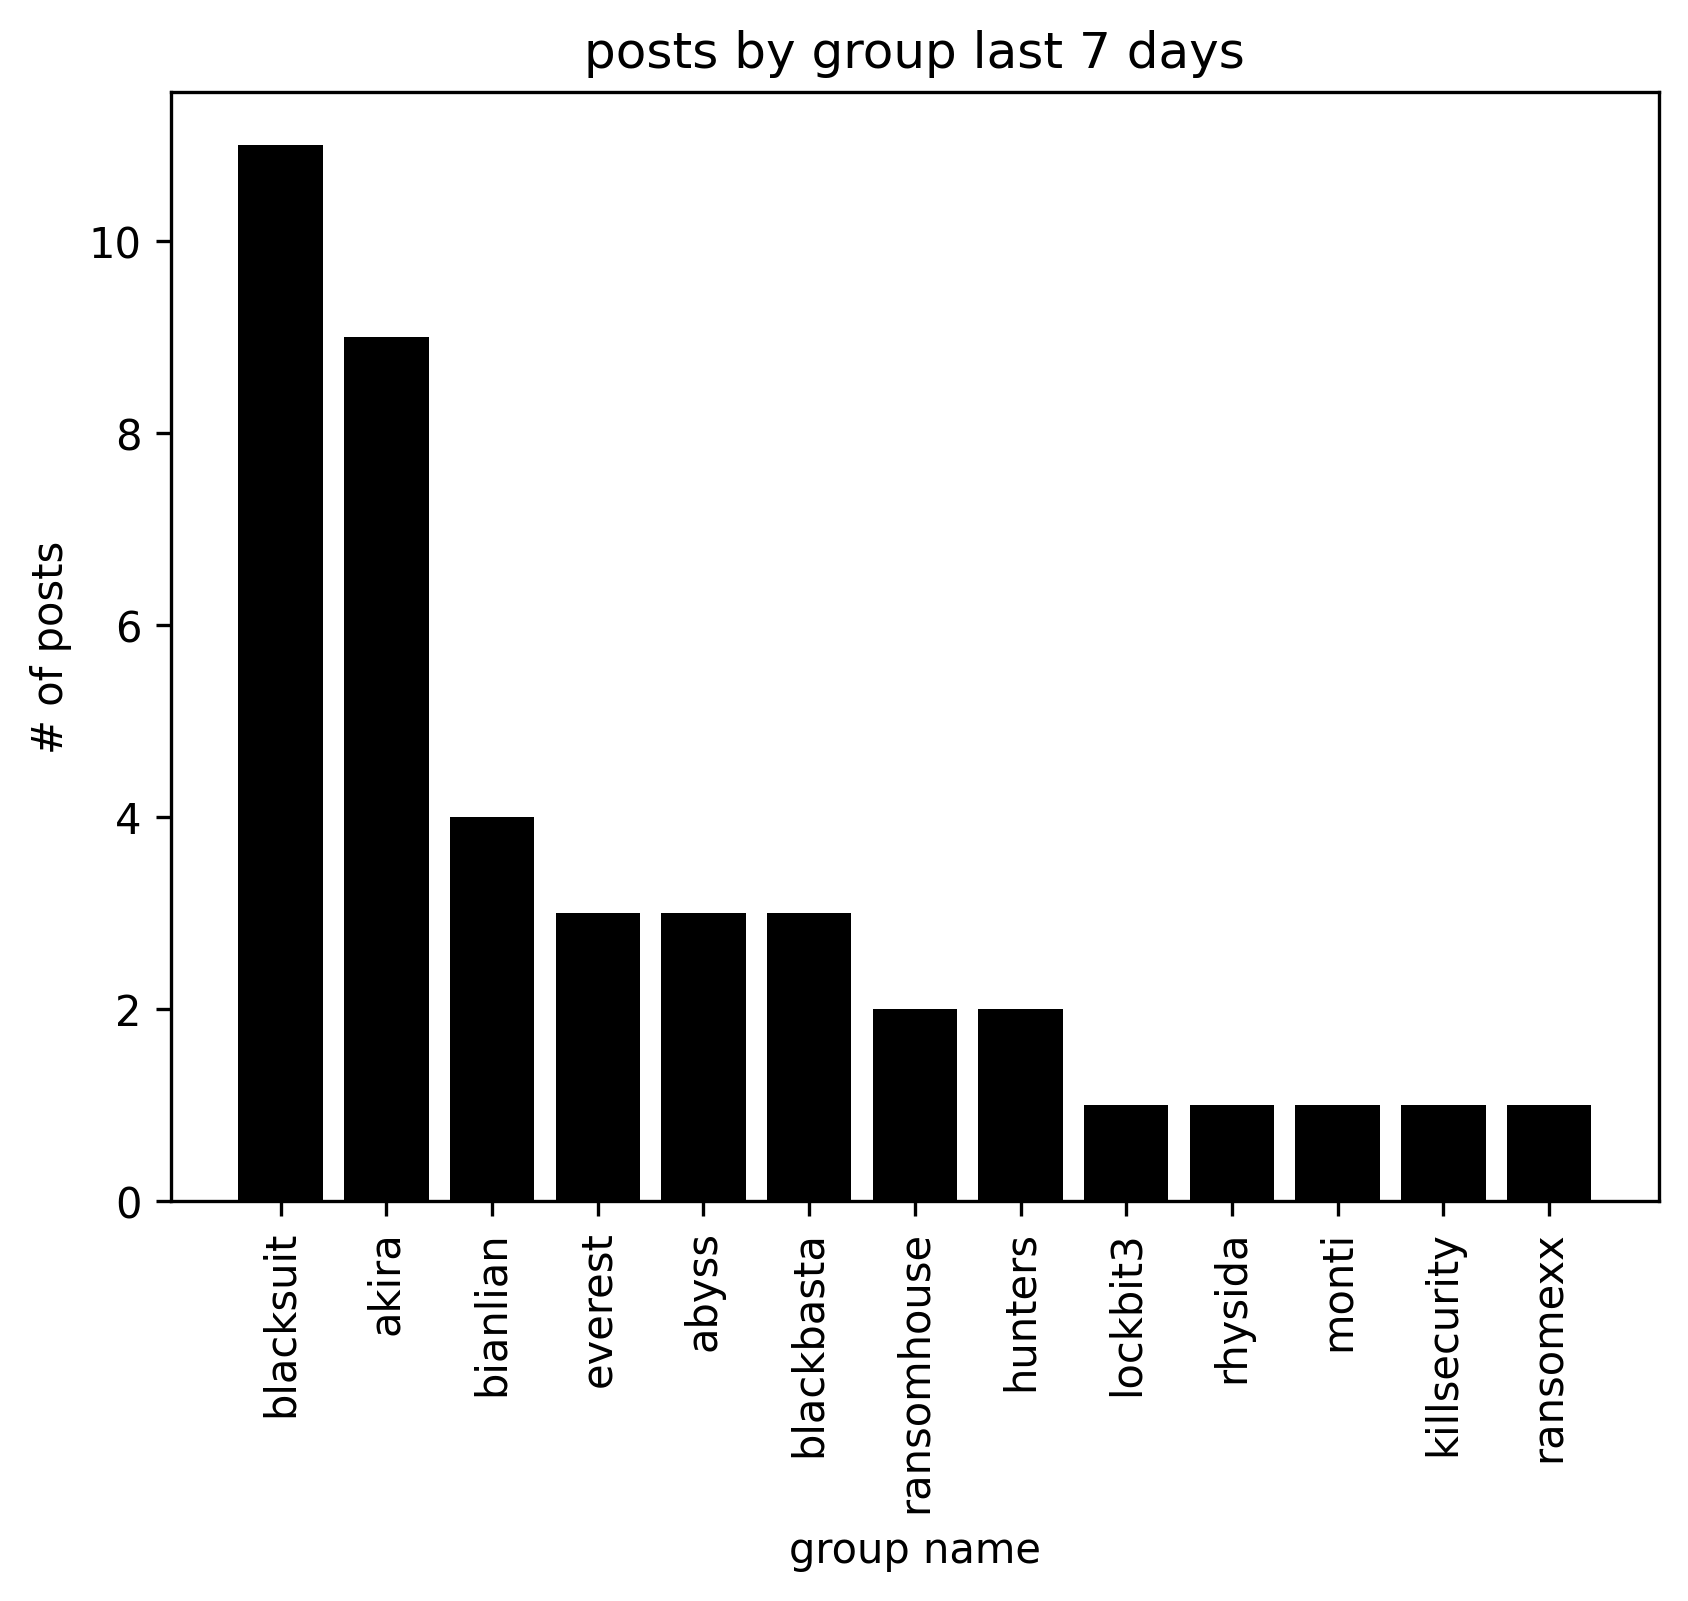 posts by group last 7 days
# of posts
10
8
6
4
2
0
blacksuit
akira
bianlian
everest
abyss
blackbasta
ransomhouse
hunters
lockbit3
rhysida
monti
killsecurity
ransomexx
group name